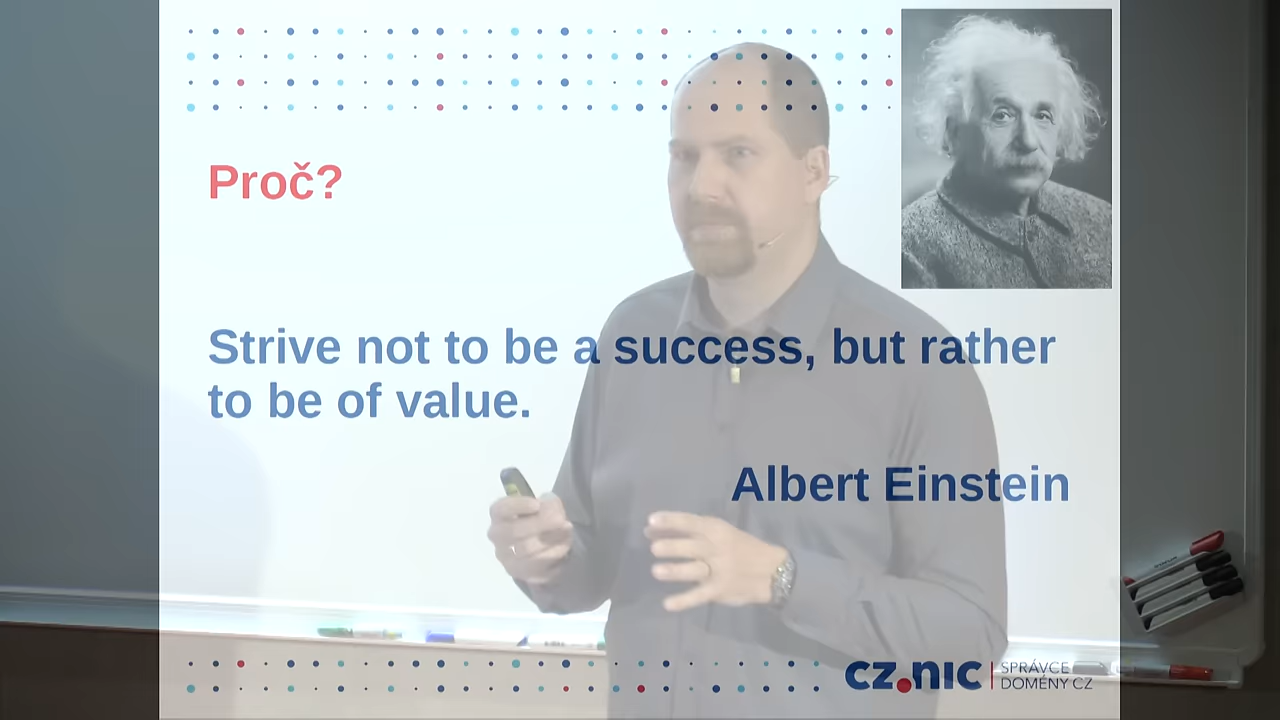 Proč?
Strive not to be a success, but rather
to be of value.
Albert Einstein
CZ.NIC
SPRÁVCE
DOMÉNY CZ